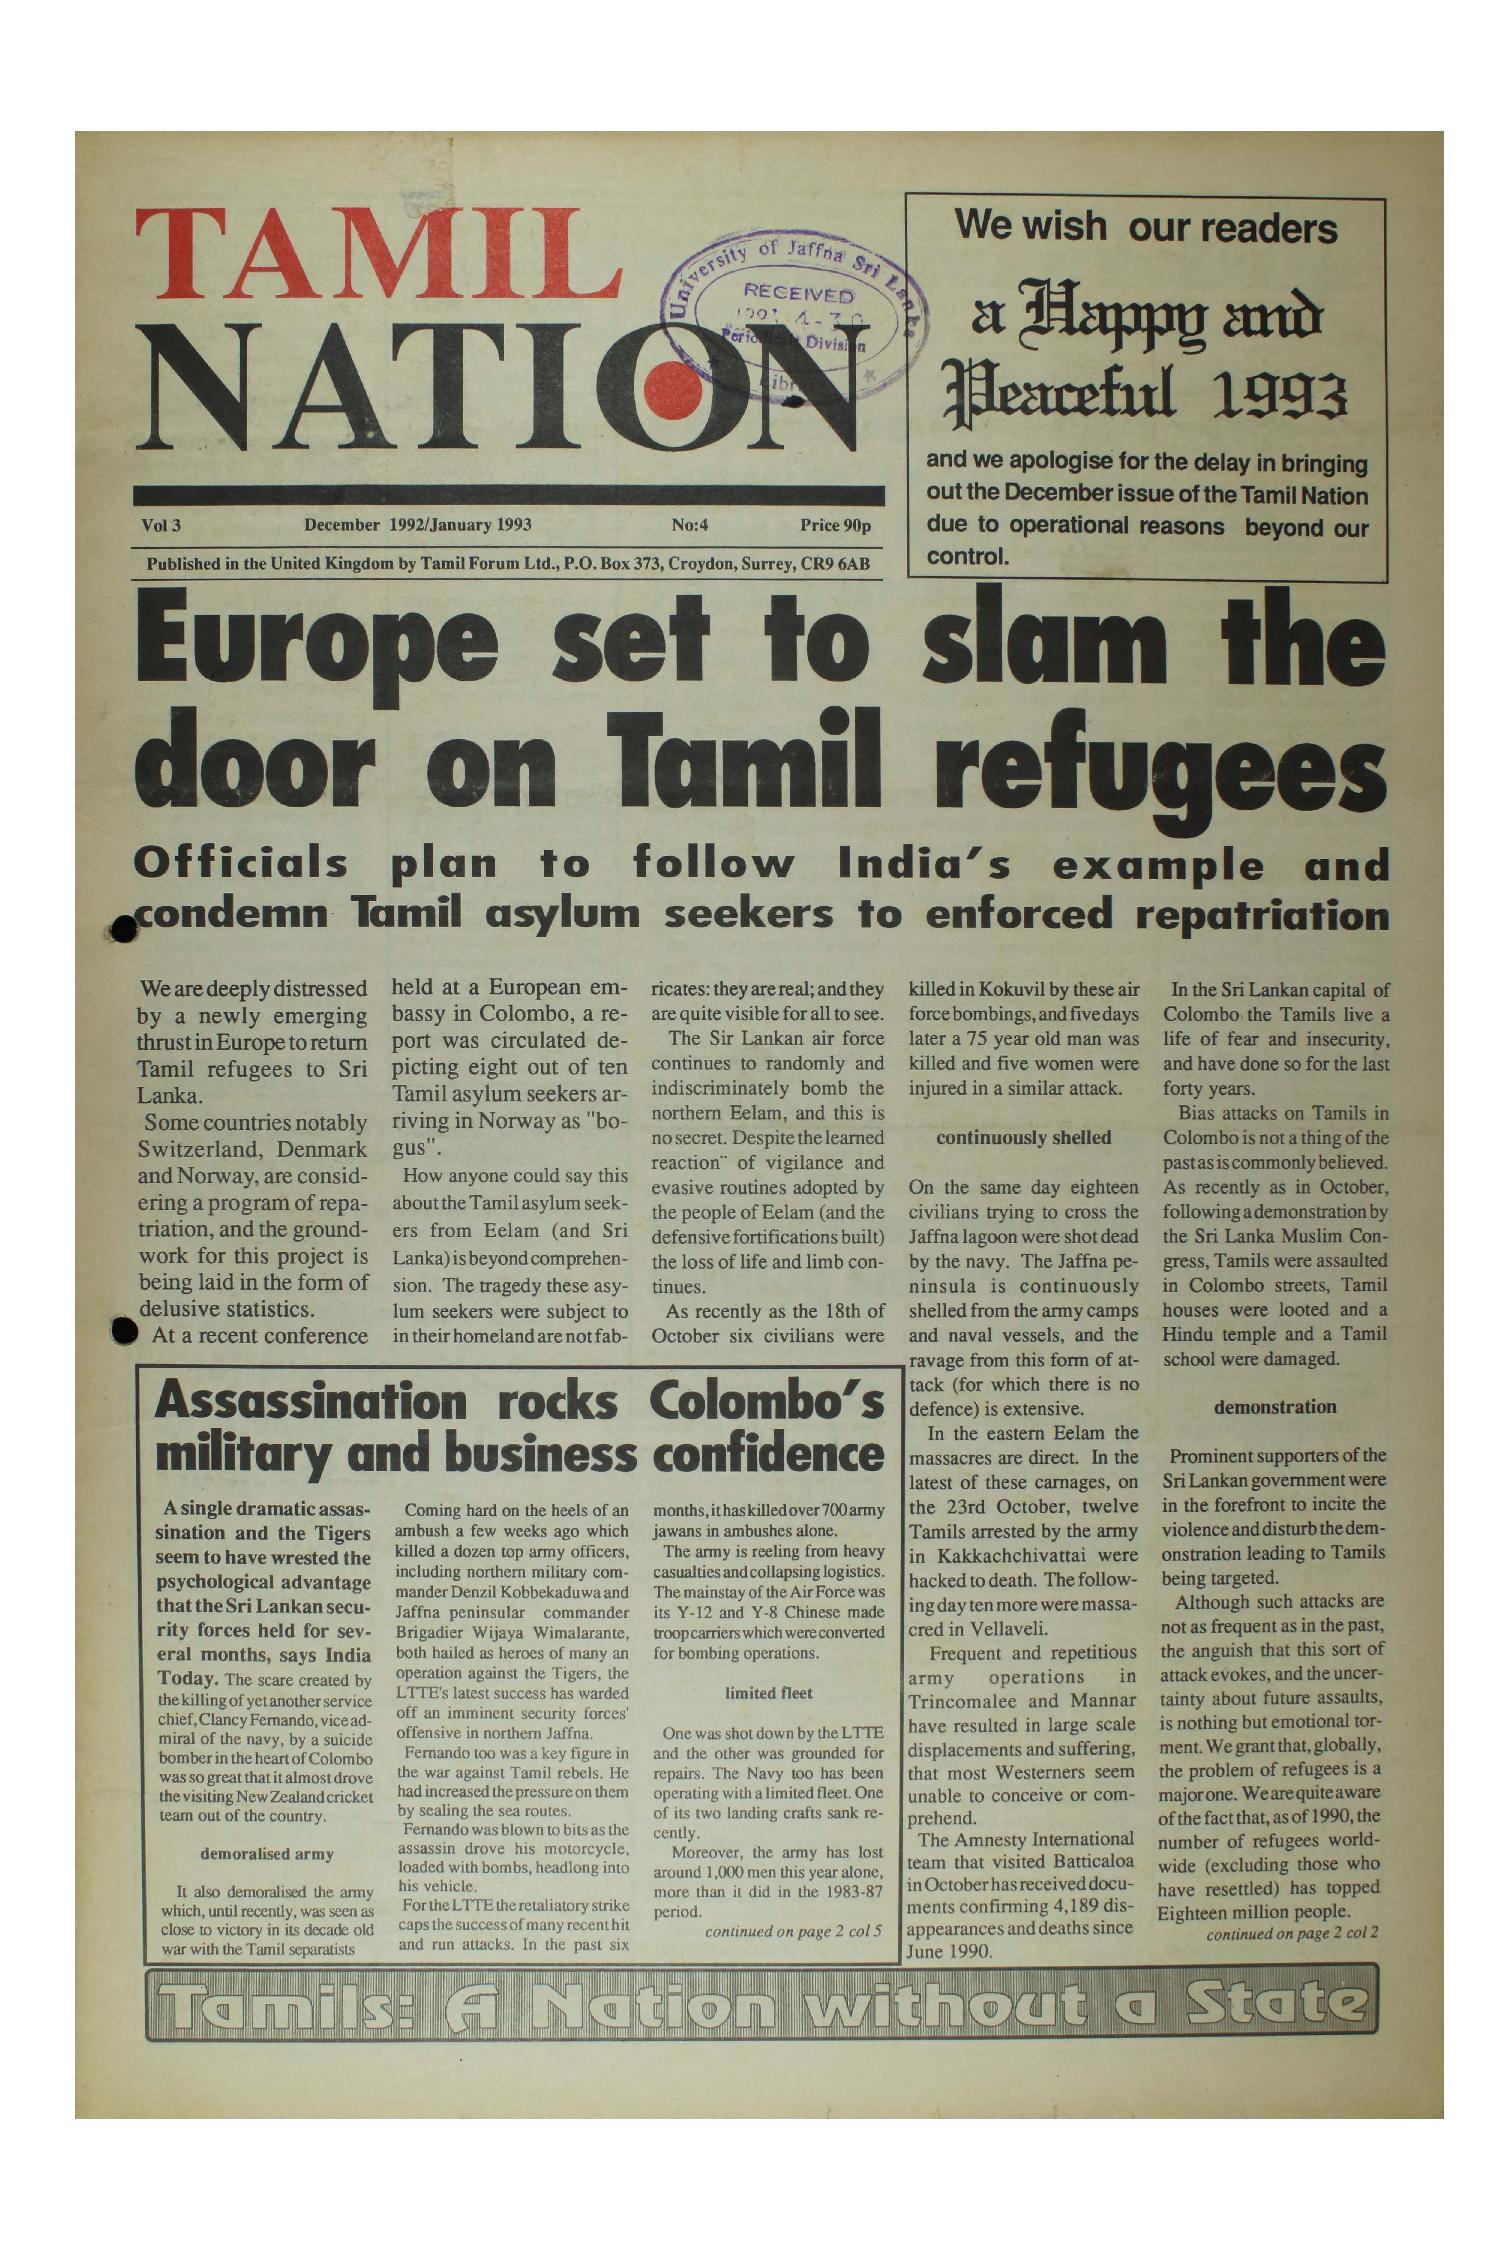 TAMIL
NATION
University of Jaffna Sri Lanka
RECEIVED
Division
We wish our readers
a Happy and
Peaceful 1993
and we apologise for the delay in bringing
out the December issue of the Tamil Nation
due to operational reasons beyond our
control.
Vol 3 December 1992/January 1993 No:4 Price 90p
Published in the United Kingdom by Tamil Forum Ltd., P.O. Box 373, Croydon, Surrey, CR9 6AB
Europe set to slam the
door on Tamil refugees
Officials plan to follow India's example and
condemn Tamil asylum seekers to enforced repatriation
We are deeply distressed
by a newly emerging
thrust in Europe to return
Tamil refugees to Sri
Lanka.
Some countries notably
Switzerland, Denmark
and Norway, are consid-
ering a program of repa-
triation, and the ground-
work for this project is
being laid in the form of
delusive statistics.
At a recent conference
held at a European em-
bassy in Colombo, a re-
port was circulated de-
picting eight out of ten
Tamil asylum seekers ar-
riving in Norway as "bo-
gus".
How anyone could say this
about the Tamil asylum seek-
ers from Eelam (and Sri
Lanka) is beyond comprehen-
sion. The tragedy these asy-
lum seekers were subject to
in their homeland are not fab-
ricates: they are real; and they
are quite visible for all to see.
The Sir Lankan air force
continues to randomly and
indiscriminately bomb the
northern Eelam, and this is
no secret. Despite the learned
reaction¨ of vigilance and
evasive routines adopted by
the people of Eelam (and the
defensive fortifications built)
the loss of life and limb con-
tinues.
As recently as the 18th of
October six civilians were
killed in Kokuvil by these air
force bombings, and five days
later a 75 year old man was
killed and five women were
injured in a similar attack.
continuously shelled
On the same day eighteen
civilians trying to cross the
Jaffna lagoon were shot dead
by the navy. The Jaffna pe-
ninsula is continuously
shelled from the army camps
and naval vessels, and the
ravage from this form of at-
tack (for which there is no
defence) is extensive.
In the eastern Eelam the
massacres are direct. In the
latest of these carnages, on
the 23rd October, twelve
Tamils arrested by the army
in Kakkachchivattai were
hacked to death. The follow-
ing day ten more were massa-
cred in Vellaveli.
Frequent and repetitious
army operations in
Trincomalee and Mannar
have resulted in large scale
displacements and suffering,
that most Westerners seem
unable to conceive or com-
prehend.
The Amnesty International
team that visited Batticaloa
in October has received docu-
ments confirming 4,189 dis-
appearances and deaths since
June 1990.
In the Sri Lankan capital of
Colombo the Tamils live a
life of fear and insecurity,
and have done so for the last
forty years.
Bias attacks on Tamils in
Colombo is not a thing of the
past as is commonly believed.
As recently as in October,
following a demonstration by
the Sri Lanka Muslim Con-
gress, Tamils were assaulted
in Colombo streets, Tamil
houses were looted and a
Hindu temple and a Tamil
school were damaged.
demonstration
Prominent supporters of the
Sri Lankan government were
in the forefront to incite the
violence and disturb the dem-
onstration leading to Tamils
being targeted.
Although such attacks are
not as frequent as in the past,
the anguish that this sort of
attack evokes, and the uncer-
tainty about future assaults,
is nothing but emotional tor-
ment. We grant that, globally,
the problem of refugees is a
major one. We are quite aware
of the fact that, as of 1990, the
number of refugees world-
wide (excluding those who
have resettled) has topped
Eighteen million people.
continued on page 2 col 2
Assassination rocks Colombo's
military and business confidence
A single dramatic assas-
sination and the Tigers
seem to have wrested the
psychological advantage
that the Sri Lankan secu-
rity forces held for sev-
eral months, says India
Today. The scare created by
the killing of yet another service
chief, Clancy Fernando, vice ad-
miral of the navy, by a suicide
bomber in the heart of Colombo
was so great that it almost drove
the visiting New Zealand cricket
team out of the country.
demoralised army
It also demoralised the army
which, until recently, was seen as
close to victory in its decade old
war with the Tamil separatists
Coming hard on the heels of an
ambush a few weeks ago which
killed a dozen top army officers,
including northern military com-
mander Denzil Kobbekaduwa and
Jaffna peninsular commander
Brigadier Wijaya Wimalarante,
both hailed as heroes of many an
operation against the Tigers, the
LTTE's latest success has warded
off an imminent security forces'
offensive in northern Jaffna.
Fernando too was a key figure in
the war against Tamil rebels. He
had increased the pressure on them
by sealing the sea routes.
Fernando was blown to bits as the
assassin drove his motorcycle,
loaded with bombs, headlong into
his vehicle.
For the LTTE the retaliatory strike
caps the success of many recent hit
and run attacks. In the past six
months, it has killed over 700 army
jawans in ambushes alone.
The army is reeling from heavy
casualties and collapsing logistics.
The mainstay of the Air Force was
its Y-12 and Y-8 Chinese made
troop carriers which were converted
for bombing operations.
limited fleet
One was shot down by the LTTE
and the other was grounded for
repairs. The Navy too has been
operating with a limited fleet. One
of its two landing crafts sank re-
cently.
Moreover, the army has lost
around 1,000 men this year alone,
more than it did in the 1983-87
period.
continued on page 2 col 5
Tamils: A Nation without a State